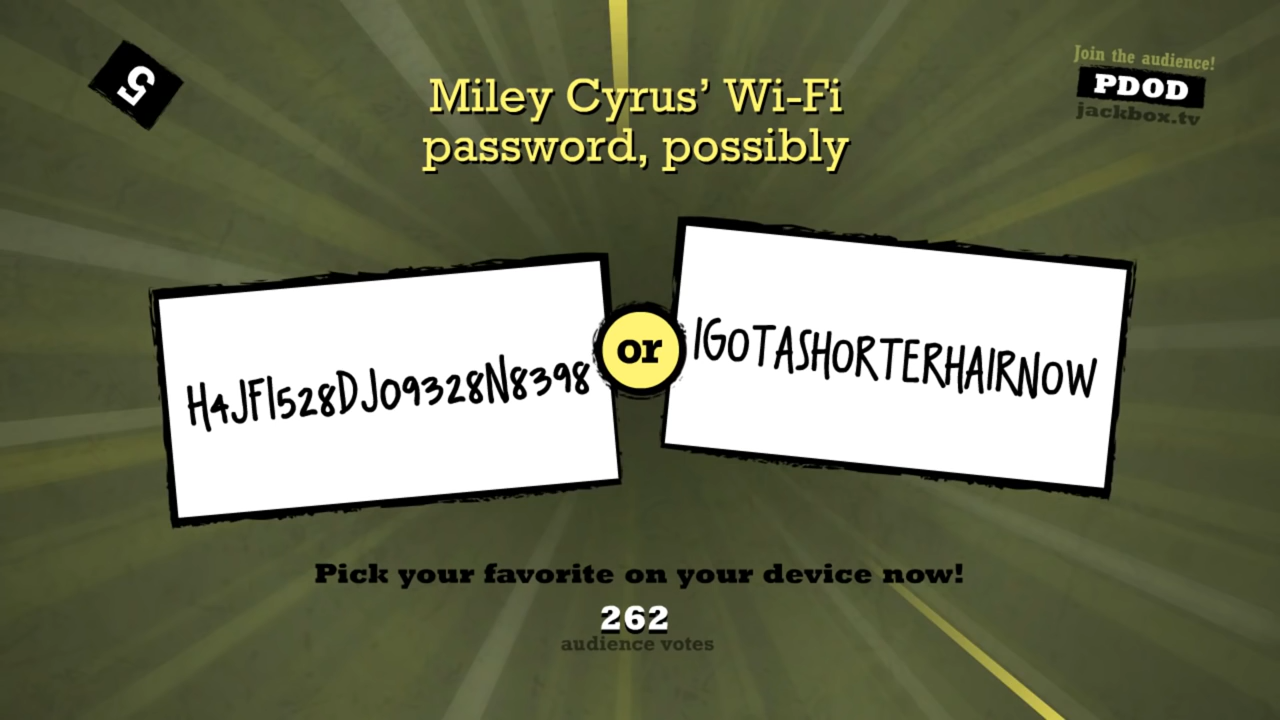 5
Join the audience!
PDOD
jackbox.tv
Miley Cyrus’ Wi-Fi
password, possibly
H4JFI528DJO9328N8398
or
IGOTASHORTERHAIRNOW
Pick your favorite on your device now!
262
audience votes